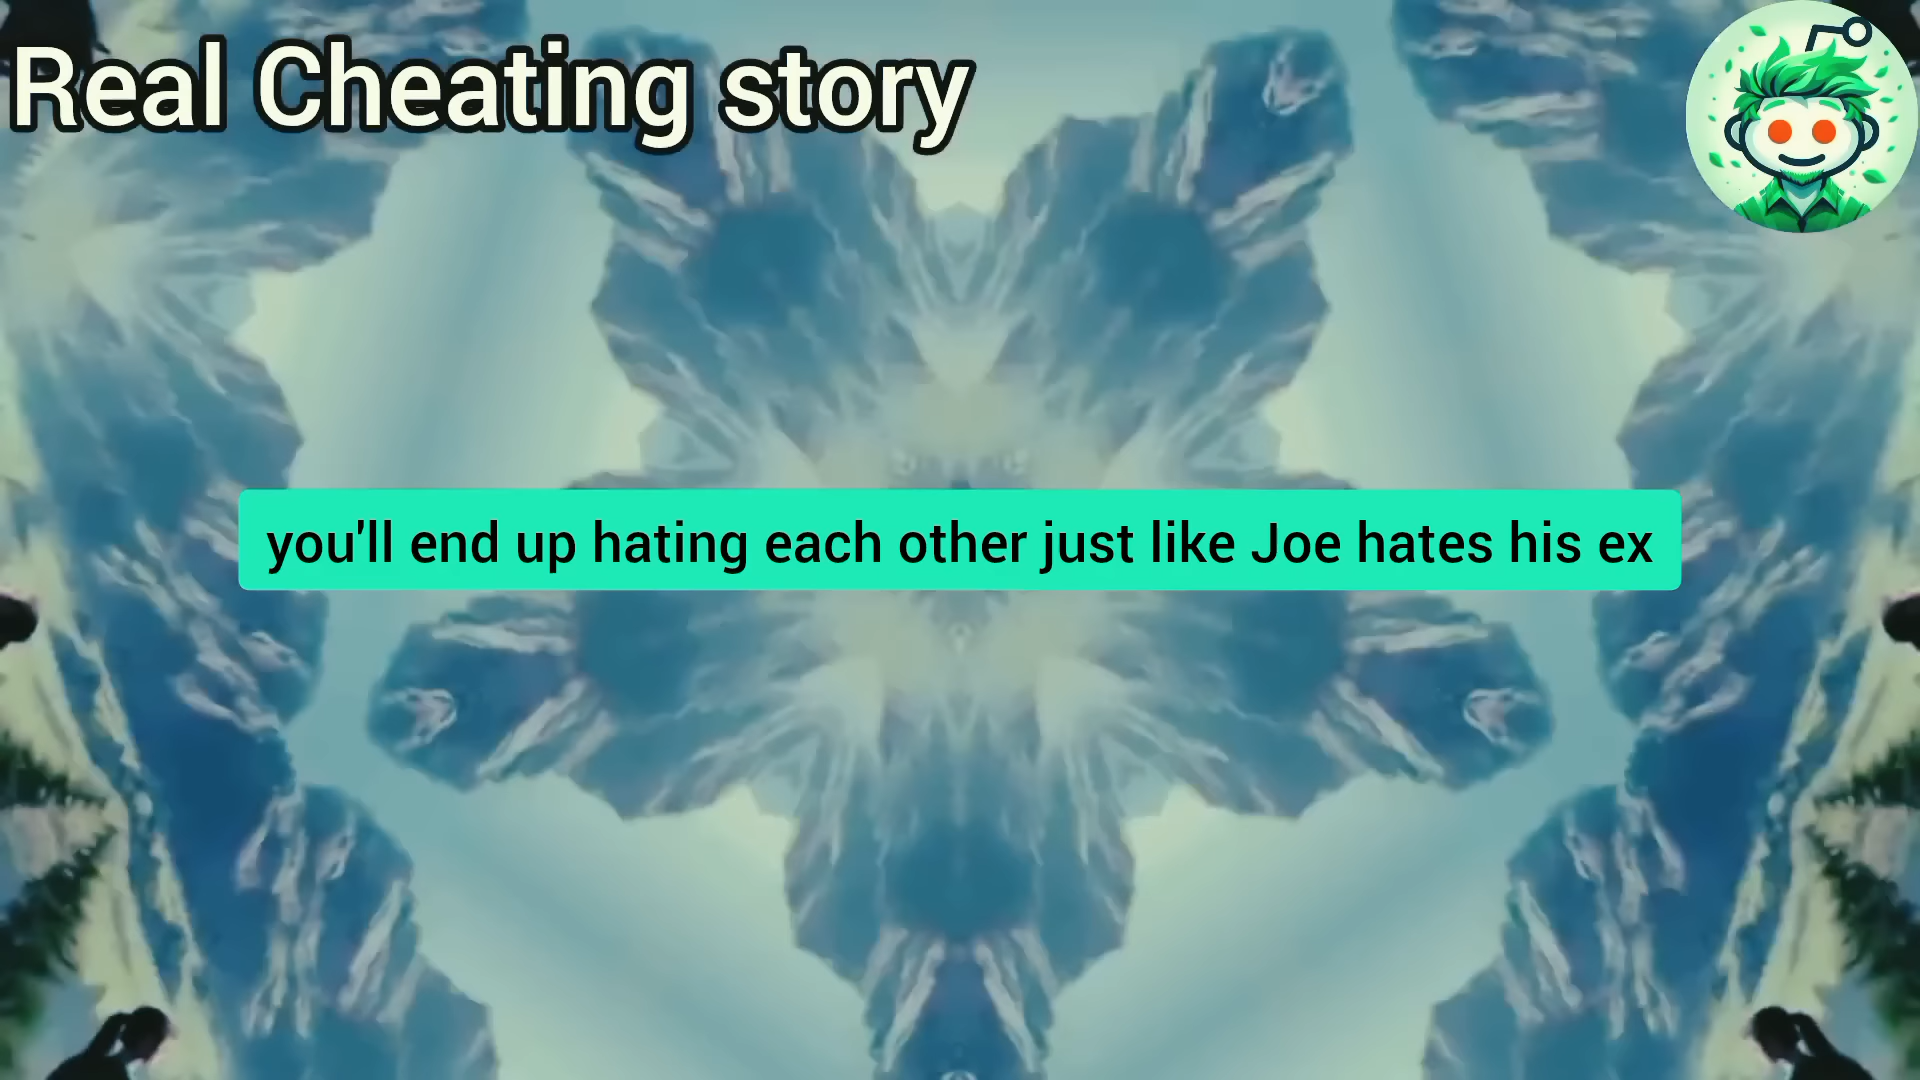 Real Cheating story
you'll end up hating each other just like Joe hates his ex